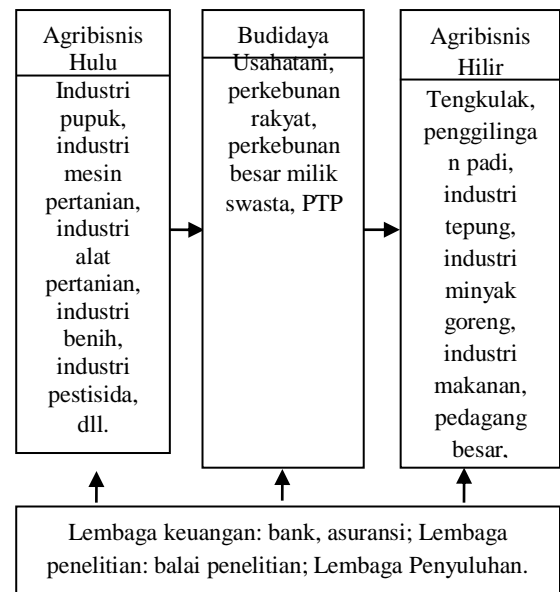 Agribisnis
Hulu
Industri
pupuk,
industri
mesin
pertanian,
industri
alat
pertanian,
industri
benih,
industri
pestisida,
dll.
Budidaya
Usahatani,
perkebunan
rakyat,
perkebunan
besar milik
swasta, PTP
Agribisnis
Hilir
Tengkulak,
penggilinga
n padi,
industri
tepung,
industri
minyak
goreng,
industri
makanan,
pedagang
besar,
Lembaga keuangan: bank, asuransi; Lembaga
penelitian: balai penelitian; Lembaga Penyuluhan.